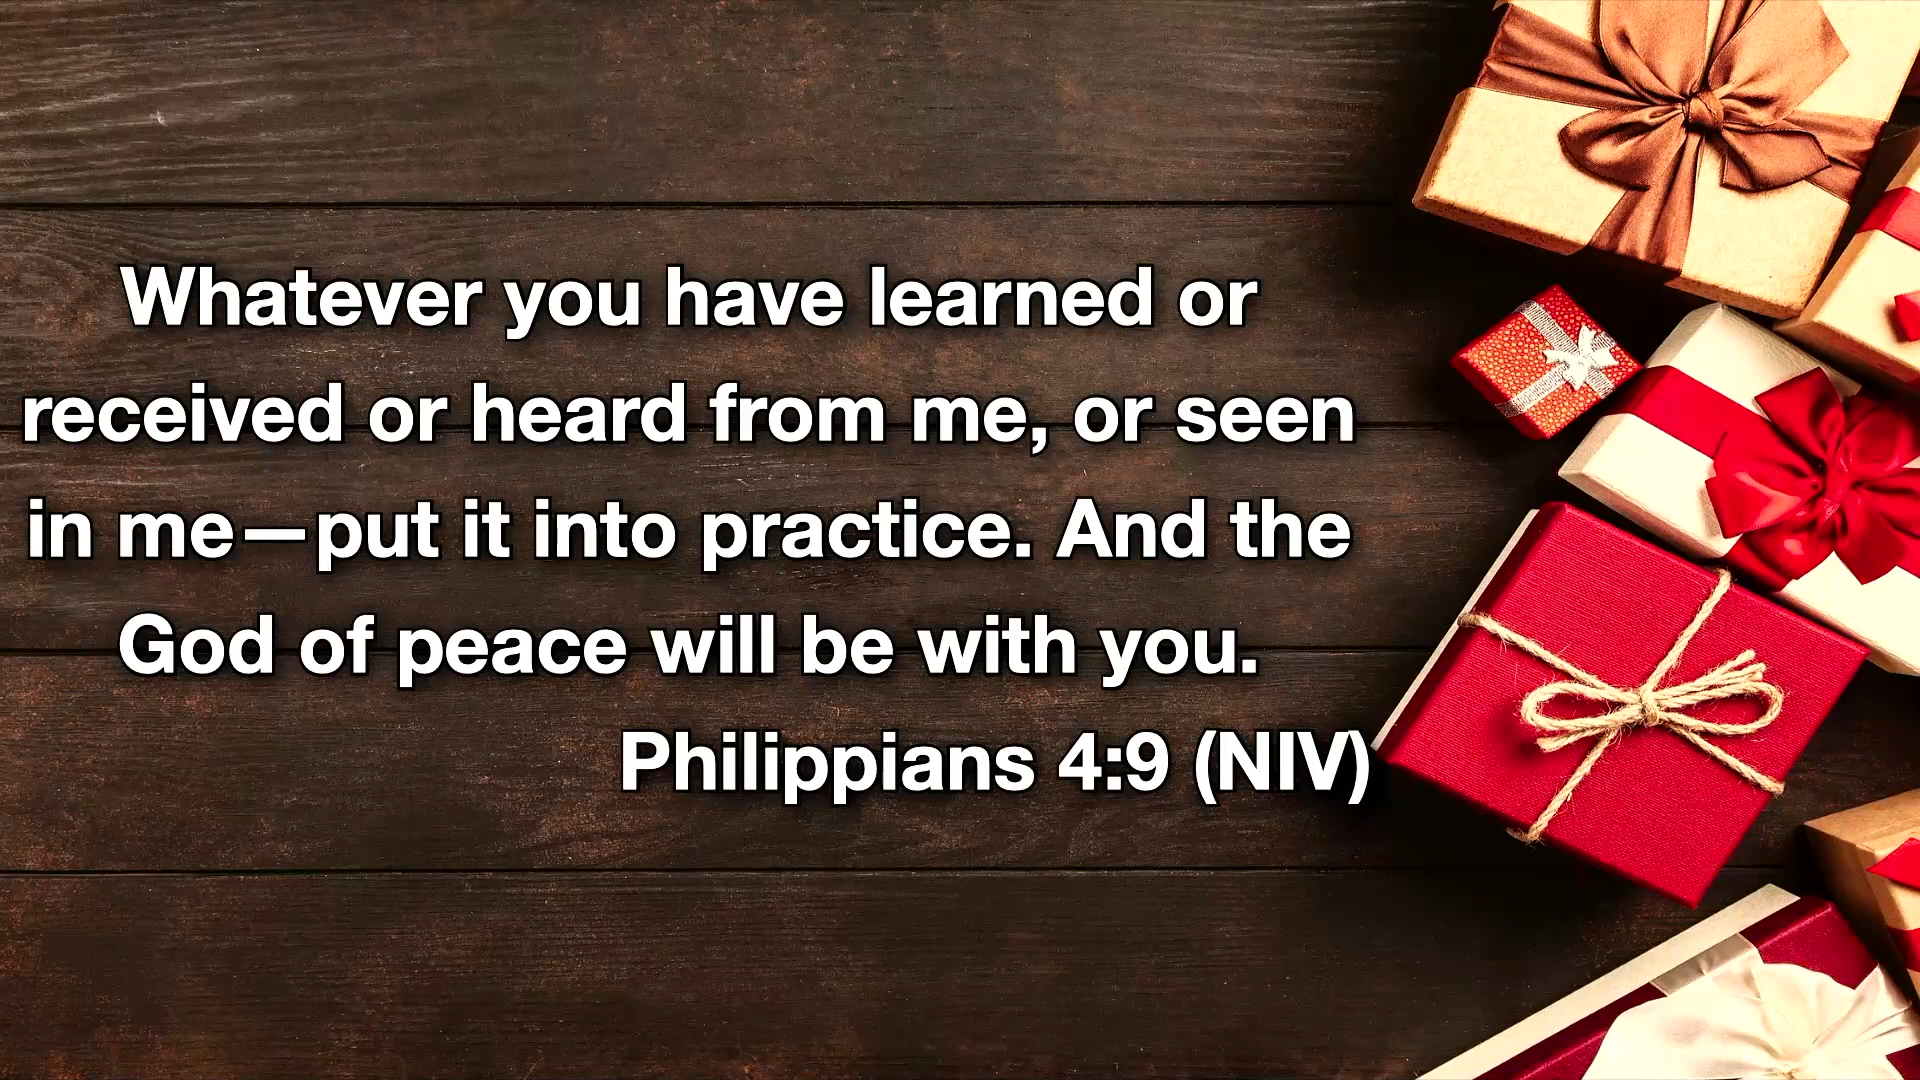 Whatever you have learned or
received or heard from me, or seen
in me—put it into practice. And the
God of peace will be with you.
Philippians 4:9 (NIV)